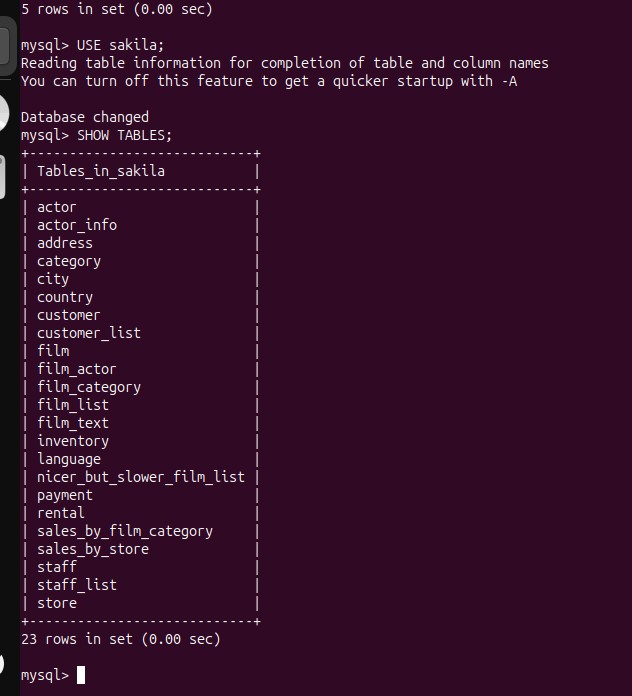 5 rows in set (0.00 sec)
mysql> USE sakila;
Reading table information for completion of table and column names
You can turn off this feature to get a quicker startup with -A
Database changed
mysql> SHOW TABLES;
+----------------------------+
| Tables_in_sakila           |
+----------------------------+
| actor                      |
| actor_info                 |
| address                    |
| category                   |
| city                       |
| country                    |
| customer                   |
| customer_list              |
| film                       |
| film_actor                 |
| film_category              |
| film_list                  |
| film_text                  |
| inventory                  |
| language                   |
| nicer_but_slower_film_list |
| payment                    |
| rental                     |
| sales_by_film_category     |
| sales_by_store             |
| staff                      |
| staff_list                 |
| store                      |
+----------------------------+
23 rows in set (0.00 sec)
mysql>